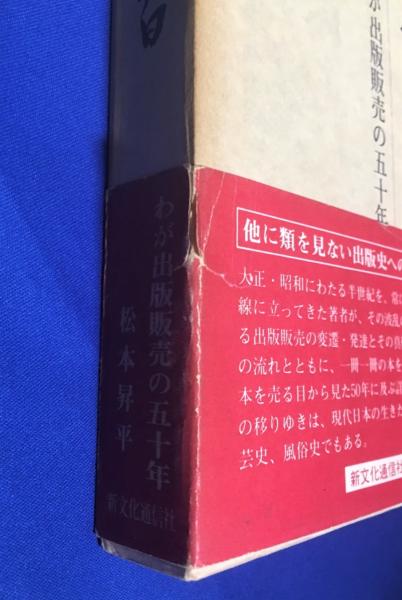 出版販売の五十年
他に類を見ない出版史への
大正・昭和にわたる半世紀を、常に
線に立ってきた著者が、その波乱
る出版販売の変遷・発達とその
の流れとともに、一冊一冊の本を
本を売る目から見た50年に及ぶ
の移りゆきは、現代日本の生き
芸史、風俗史でもある。
新文化通信社
わが出版販売の五十年
松本昇平
新文化通信社